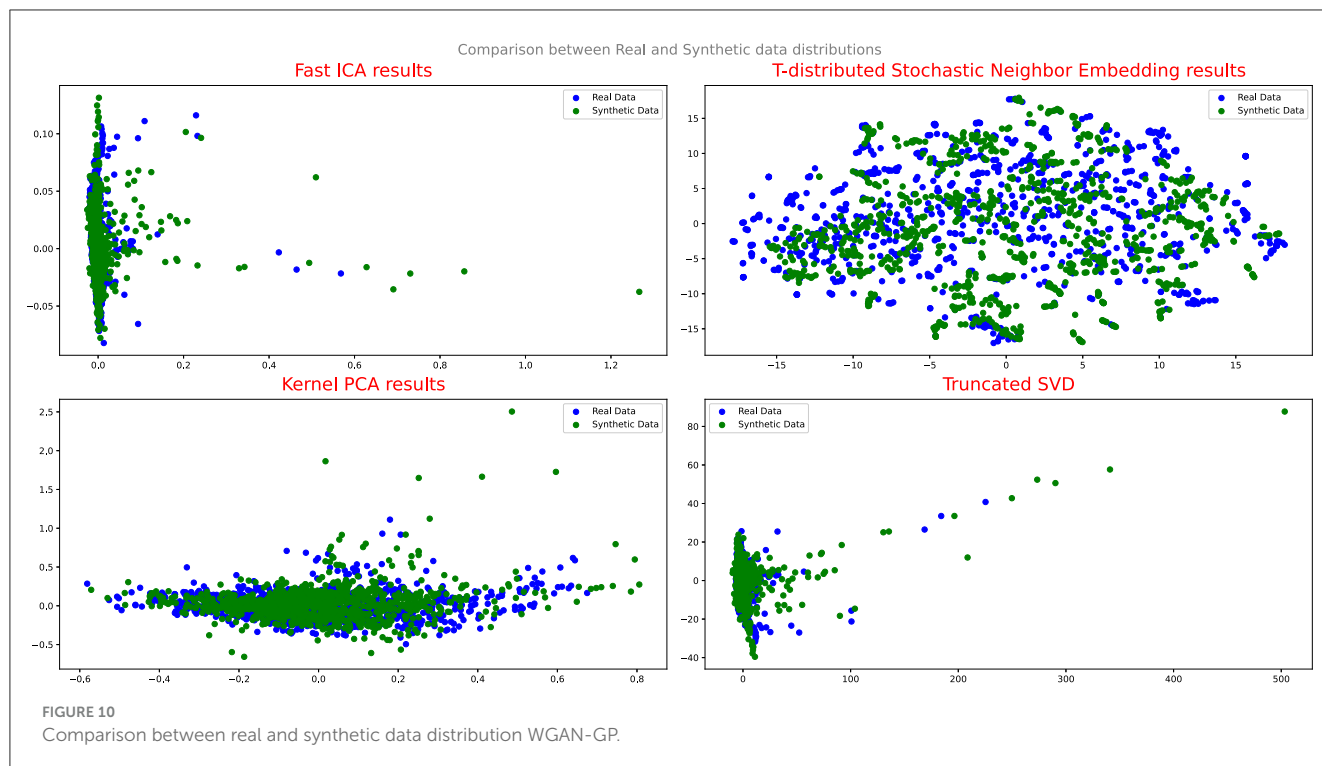 Comparison between Real and Synthetic data distributions
Fast ICA results
Real Data
Synthetic Data
0.10
0.05
0.00
−0.05
0.0 0.2 0.4 0.6 0.8 1.0 1.2
T-distributed Stochastic Neighbor Embedding results
Real Data
Synthetic Data
15
10
5
0
−5
−10
−15
−15 −10 −5 0 5 10 15
Kernel PCA results
Real Data
Synthetic Data
2.5
2.0
1.5
1.0
0.5
0.0
−0.5
−0.6 −0.4 −0.2 0.0 0.2 0.4 0.6 0.8
Truncated SVD
Real Data
Synthetic Data
80
60
40
20
0
−20
−40
0 100 200 300 400 500
FIGURE 10
Comparison between real and synthetic data distribution WGAN-GP.